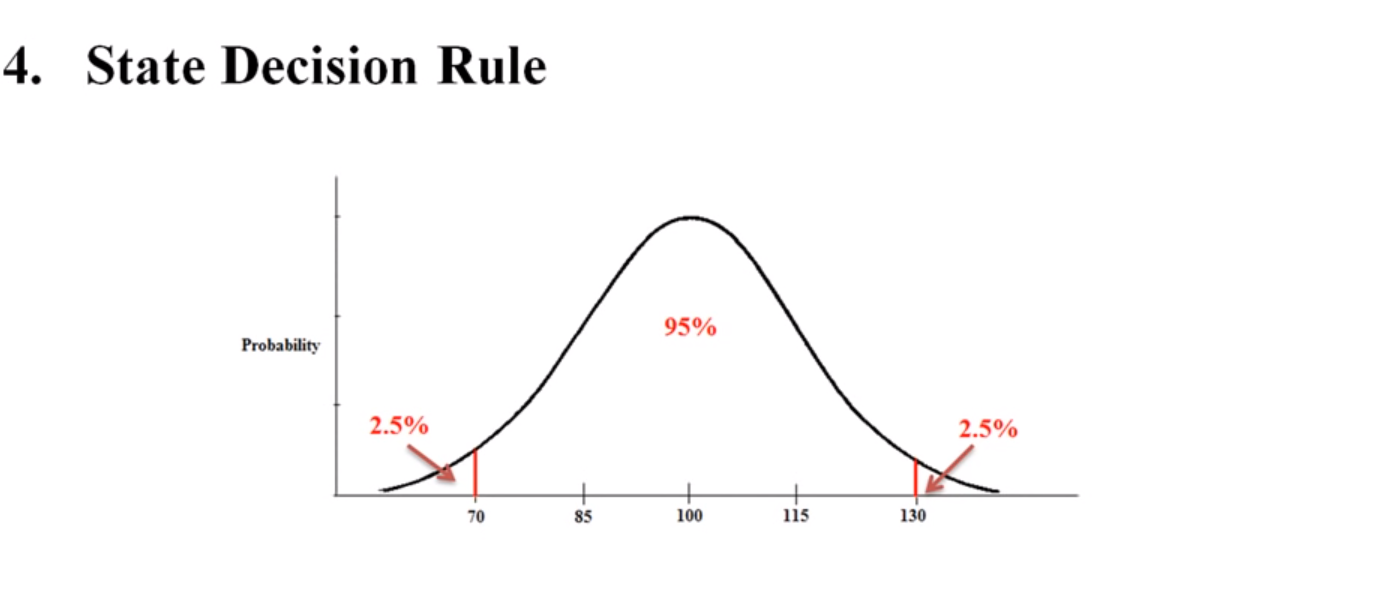 4. State Decision Rule
95%
Probability
2.5%
2.5%
70 85 100 115 130